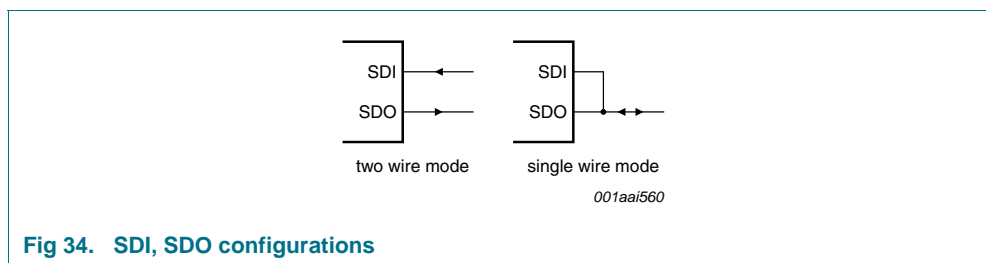 SDI
SDO
two wire mode
SDI
SDO
single wire mode
001aai560
Fig 34. SDI, SDO configurations